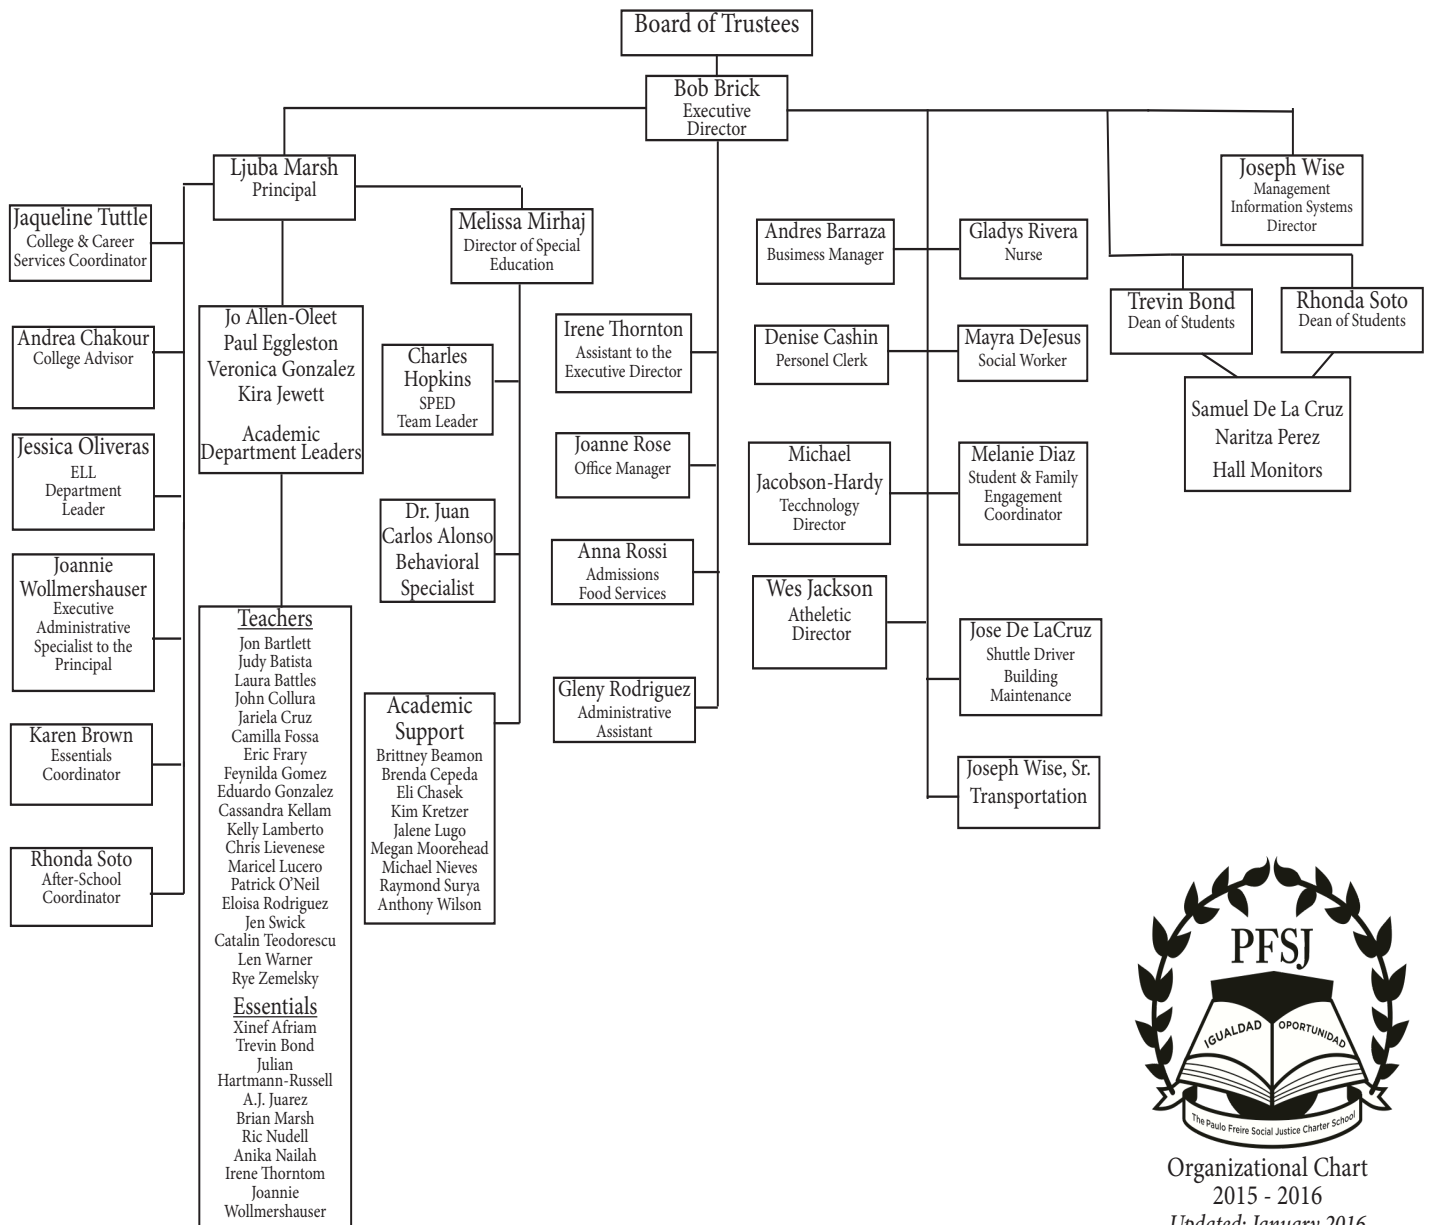 Board of Trustees
Bob Brick
Executive
Director
Ljuba Marsh
Principal
Joseph Wise
Management
Information Systems
Director
Jaqueline Tuttle
College & Career
Services Coordinator
Andrea Chakour
College Advisor
Jessica Oliveras
ELL
Department
Leader
Joannie
Wollmershauser
Executive
Administrative
Specialist to the
Principal
Karen Brown
Essentials
Coordinator
Rhonda Soto
After-School
Coordinator
Jo Allen-Oleet
Paul Eggleston
Veronica Gonzalez
Kira Jewett
Academic
Department Leaders
Teachers
Jon Bartlett
Judy Batista
Laura Battles
John Collura
Jariela Cruz
Camilla Fossa
Eric Frary
Feynilda Gomez
Eduardo Gonzalez
Cassandra Kellam
Kelly Lamberto
Chris Lievenese
Maricel Lucero
Patrick O'Neil
Eloisa Rodriguez
Jen Swick
Catalin Teodorescu
Len Warner
Rye Zemelsky
Essentials
Xinef Afriam
Trevin Bond
Julian
Hartmann-Russell
A.J. Juarez
Brian Marsh
Ric Nudell
Anika Nailah
Irene Thorntom
Joannie
Wollmershauser
Melissa Mirhaj
Director of Special
Education
Charles
Hopkins
SPED
Team Leader
Dr. Juan
Carlos Alonso
Behavioral
Specialist
Academic
Support
Brittney Beamon
Brenda Cepeda
Eli Chasek
Kim Kretzer
Jalene Lugo
Megan Moorehead
Michael Nieves
Raymond Surya
Anthony Wilson
Irene Thornton
Assistant to the
Executive Director
Joanne Rose
Office Manager
Anna Rossi
Admissions
Food Services
Gleny Rodriguez
Administrative
Assistant
Andres Barraza
Business Manager
Denise Cashin
Personel Clerk
Michael
Jacobson-Hardy
Tecchnology
Director
Wes Jackson
Atheletic
Director
Gladys Rivera
Nurse
Mayra DeJesus
Social Worker
Melanie Diaz
Student & Family
Engagement
Coordinator
Jose De LaCruz
Shuttle Driver
Building
Maintenance
Joseph Wise, Sr.
Transportation
Trevin Bond
Dean of Students
Rhonda Soto
Dean of Students
Samuel De La Cruz
Naritza Perez
Hall Monitors
PFSJ
IGUALDAD
OPORTUNIDAD
The Paulo Freire Social Justice Charter School
Organizational Chart
2015 - 2016
Updated: January 2016